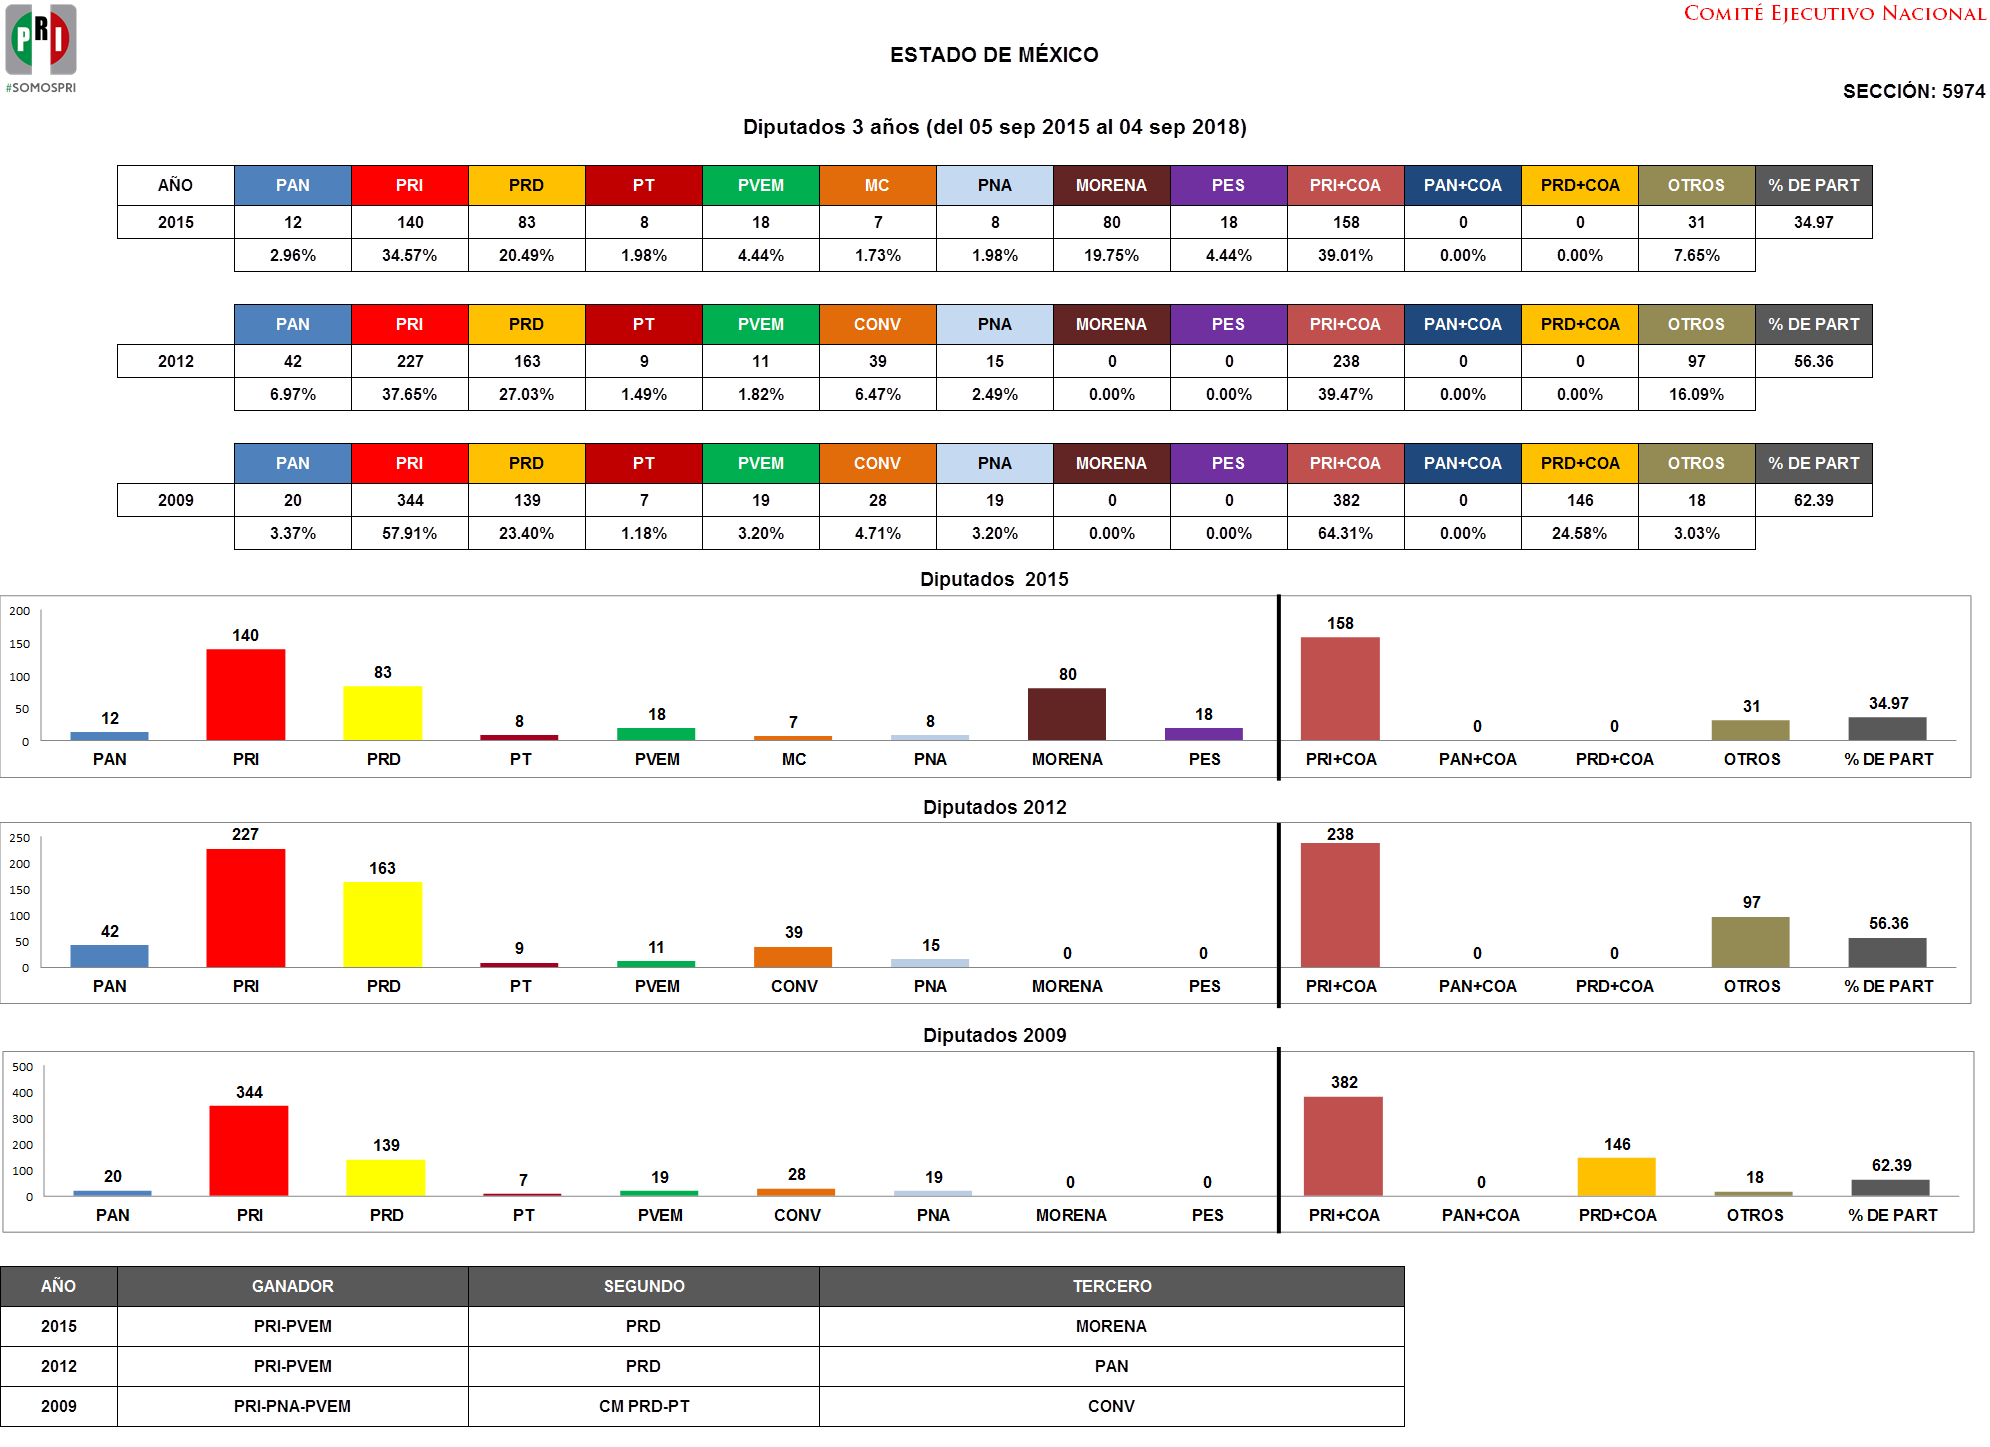 PRI
#SOMOSPRI
COMITÉ EJECUTIVO NACIONAL
ESTADO DE MÉXICO
SECCIÓN: 5974
Diputados 3 años (del 05 sep 2015 al 04 sep 2018)
AÑO PAN PRI PRD PT PVEM MC PNA MORENA PES PRI+COA PAN+COA PRD+COA OTROS % DE PART
2015 12 140 83 8 18 7 8 80 18 158 0 0 31 34.97
2.96% 34.57% 20.49% 1.98% 4.44% 1.73% 1.98% 19.75% 4.44% 39.01% 0.00% 0.00% 7.65%
PAN PRI PRD PT PVEM CONV PNA MORENA PES PRI+COA PAN+COA PRD+COA OTROS % DE PART
2012 42 227 163 9 11 39 15 0 0 238 0 0 97 56.36
6.97% 37.65% 27.03% 1.49% 1.82% 6.47% 2.49% 0.00% 0.00% 39.47% 0.00% 0.00% 16.09%
PAN PRI PRD PT PVEM CONV PNA MORENA PES PRI+COA PAN+COA PRD+COA OTROS % DE PART
2009 20 344 139 7 19 28 19 0 0 382 0 146 18 62.39
3.37% 57.91% 23.40% 1.18% 3.20% 4.71% 3.20% 0.00% 0.00% 64.31% 0.00% 24.58% 3.03%
Diputados 2015
200
150
100
50
0
12 140 83 8 18 7 8 80 18 158 0 0 31 34.97
PAN PRI PRD PT PVEM MC PNA MORENA PES PRI+COA PAN+COA PRD+COA OTROS % DE PART
Diputados 2012
250
200
150
100
50
0
42 227 163 9 11 39 15 0 0 238 0 0 97 56.36
PAN PRI PRD PT PVEM CONV PNA MORENA PES PRI+COA PAN+COA PRD+COA OTROS % DE PART
Diputados 2009
500
400
300
200
100
0
20 344 139 7 19 28 19 0 0 382 0 146 18 62.39
PAN PRI PRD PT PVEM CONV PNA MORENA PES PRI+COA PAN+COA PRD+COA OTROS % DE PART
AÑO GANADOR SEGUNDO TERCERO
2015 PRI-PVEM PRD MORENA
2012 PRI-PVEM PRD PAN
2009 PRI-PNA-PVEM CM PRD-PT CONV